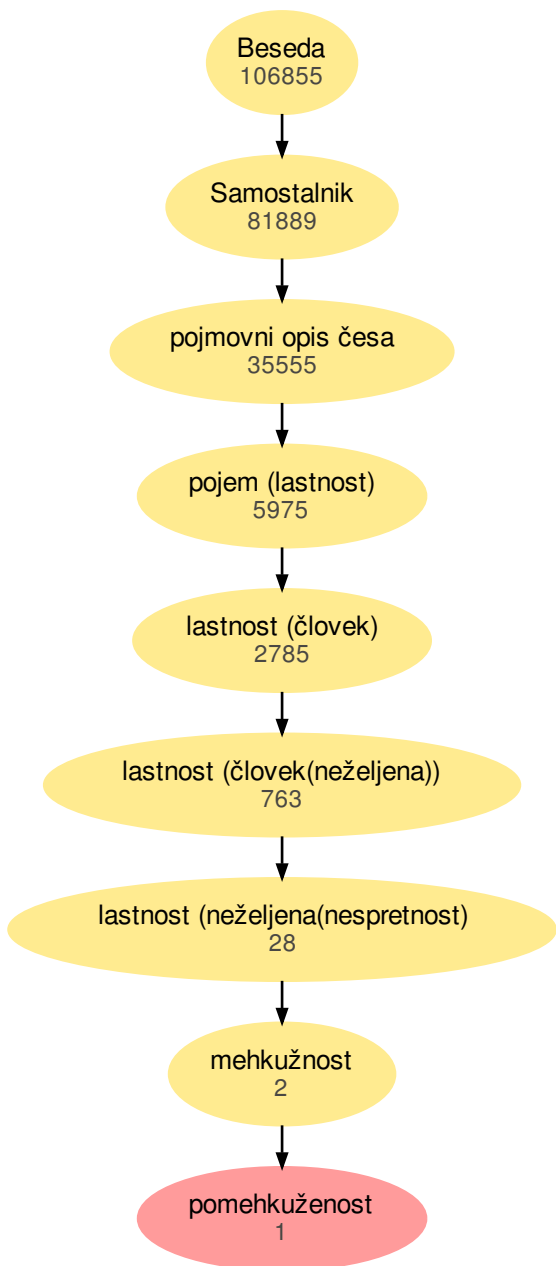 Beseda
106855
Samostalnik
81889
pojmovni opis česa
35555
pojem (lastnost)
5975
lastnost (človek)
2785
lastnost (človek(neželjena))
763
lastnost (neželjena(nespretnost)
28
mehkužnost
2
pomehkuženost
1